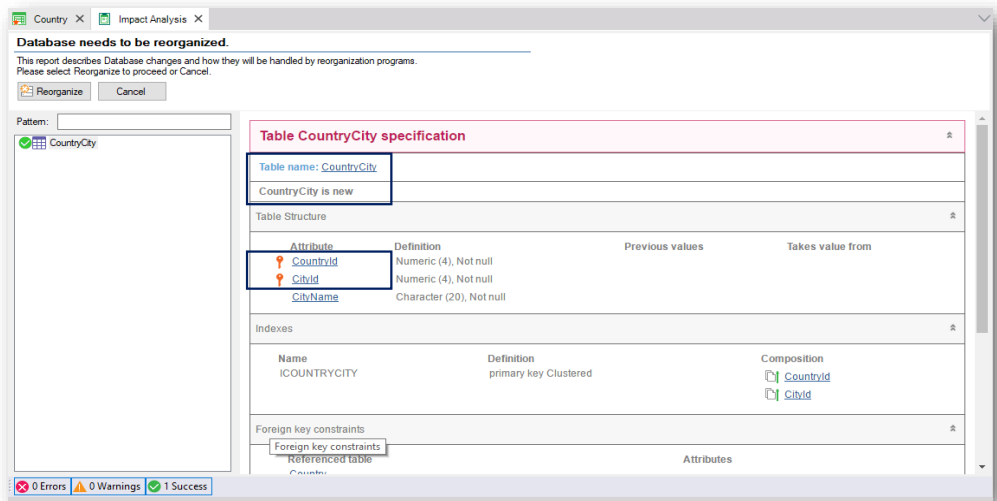 Country Impact Analysis
Database needs to be reorganized.
This report describes Database changes and how they will be handled by reorganization programs.
Please select Reorganize to proceed or Cancel.
Reorganize Cancel
Pattern:
CountryCity
Table CountryCity specification
Table name: CountryCity
CountryCity is new
Table Structure
Attribute Definition Previous values Takes value from
CountryId Numeric (4), Not null
CityId Numeric (4), Not null
CityName Character (20), Not null
Indexes
Name Definition Composition
ICOUNTRYCITY primary key Clustered CountryId
CityId
Foreign key constraints
Foreign key constraints
Referenced table Attributes
Country
0 Errors 0 Warnings 1 Success